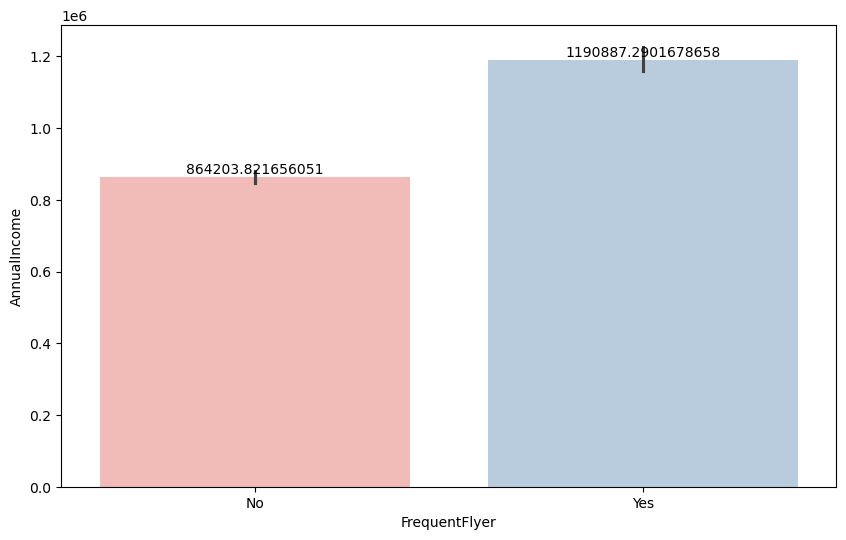 1e6
1190887.2901678658
1.2
1.0
864203.821656051
0.8
AnnualIncome
0.6
0.4
0.2
0.0
No
Yes
FrequentFlyer